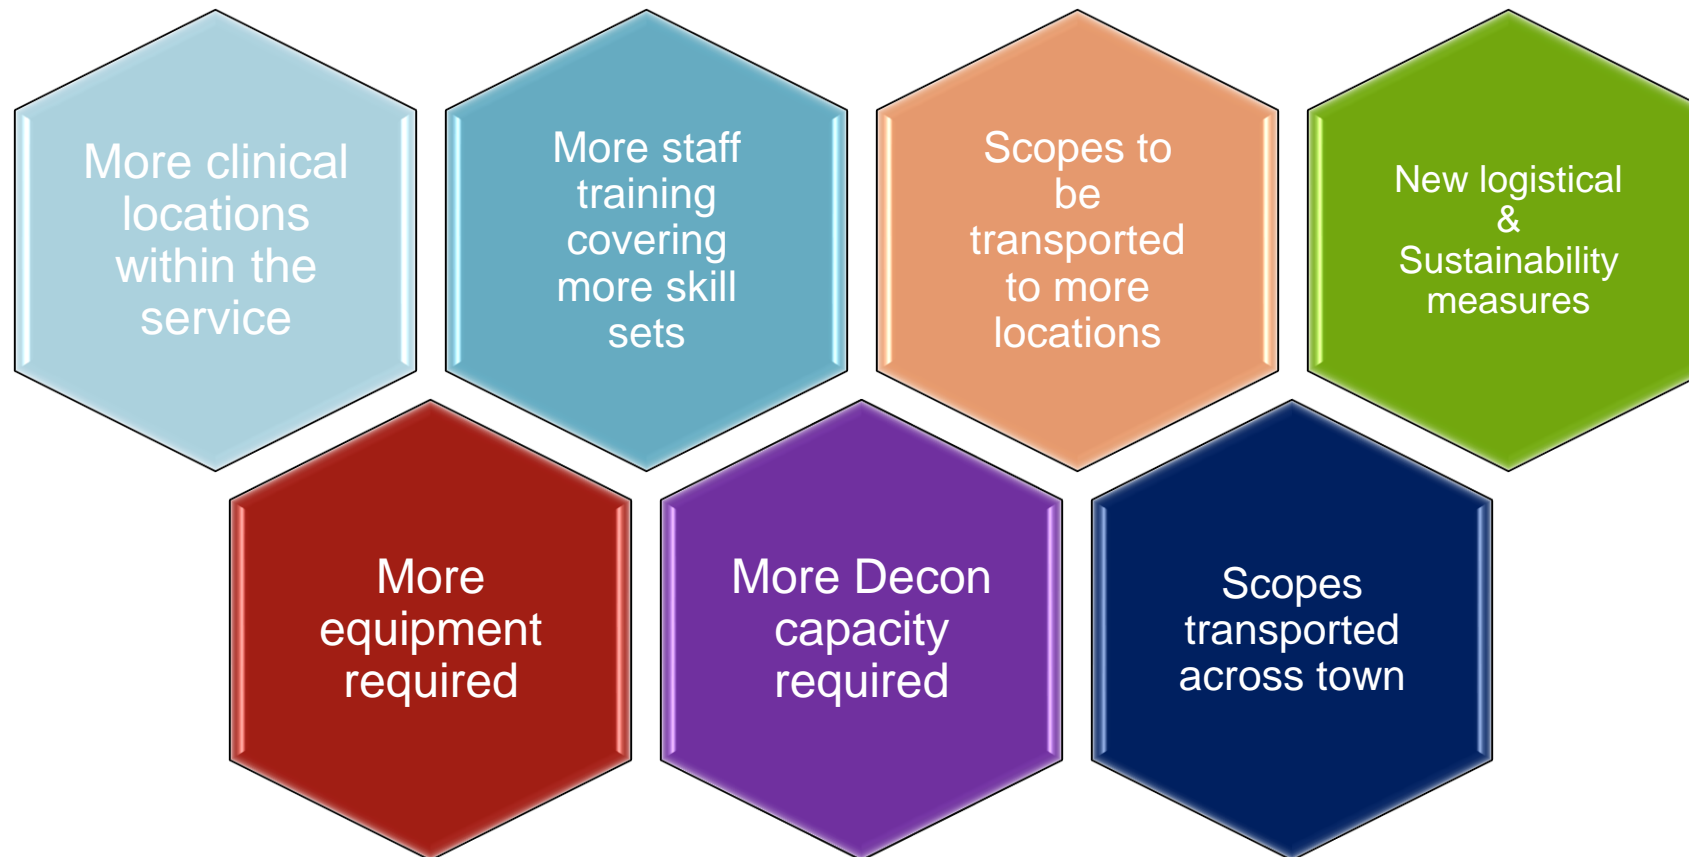 More clinical
locations
within the
service
More staff
training
covering
more skill
sets
Scopes to
be
transported
to more
locations
New logistical
&
Sustainability
measures
More
equipment
required
More Decon
capacity
required
Scopes
transported
across town